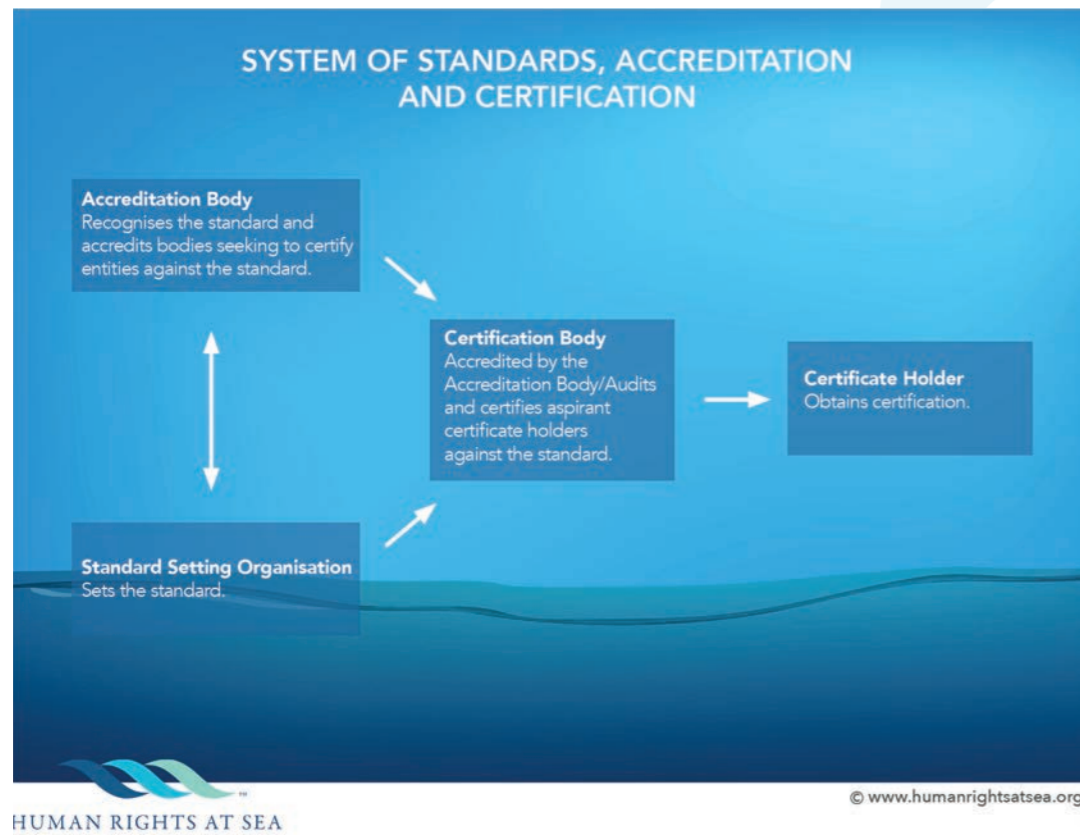 SYSTEM OF STANDARDS, ACCREDITATION
AND CERTIFICATION
Accreditation Body
Recognises the standard and
accredits bodies seeking to certify
entities against the standard.
Certification Body
Accredited by the
Accreditation Body/Audits
and certifies aspirant
certificate holders
against the standard.
Certificate Holder
Obtains certification.
Standard Setting Organisation
Sets the standard.
™
HUMAN RIGHTS AT SEA
© www.humanrightsatsea.org